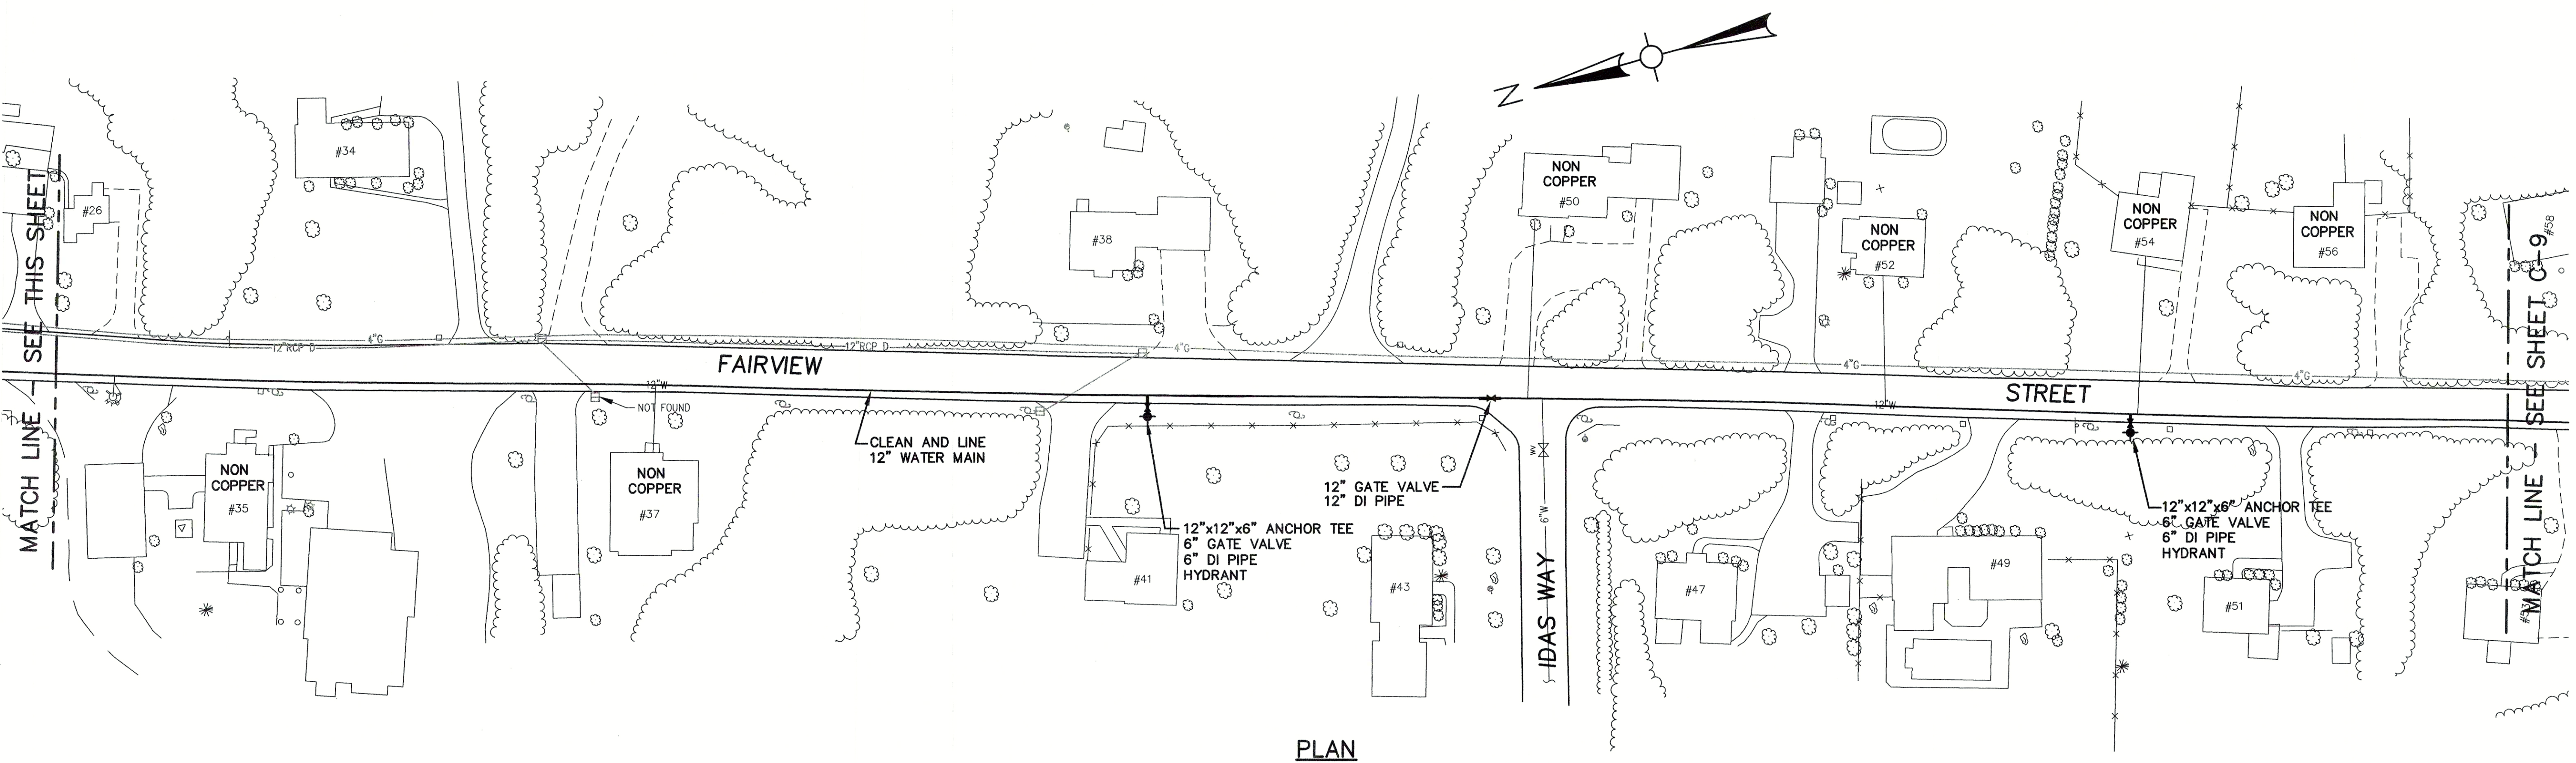 N
MATCH LINE - SEE THIS SHEET
#26
#34
#38
NON
COPPER
#50
NON
COPPER
#52
NON
COPPER
#54
NON
COPPER
#56
#58
MATCH LINE - SEE SHEET C-9
12"RCP D
4"G
12"RCP D
4"G
4"G
4"G
FAIRVIEW
STREET
12"W
12"W
NOT FOUND
CLEAN AND LINE
12" WATER MAIN
NON
COPPER
#35
NON
COPPER
#37
12"x12"x6" ANCHOR TEE
6" GATE VALVE
6" DI PIPE
HYDRANT
#41
12" GATE VALVE
12" DI PIPE
#43
WV
6"W
IDAS WAY
#47
#49
12"x12"x6" ANCHOR TEE
6" GATE VALVE
6" DI PIPE
HYDRANT
#51
PLAN